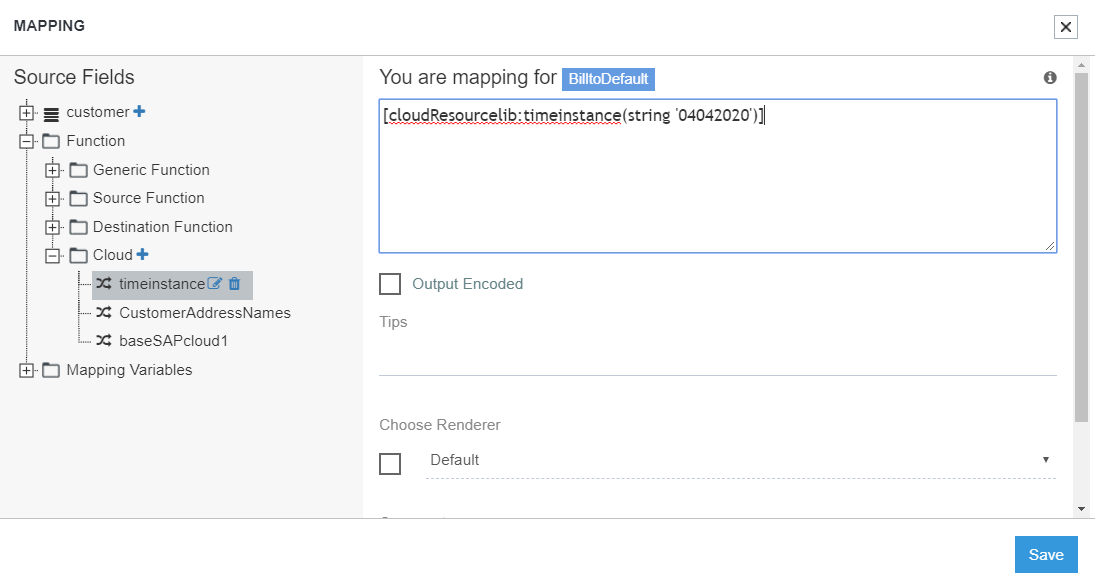 MAPPING
Source Fields
customer
Function
Generic Function
Source Function
Destination Function
Cloud
timeinstance
CustomerAddressNames
baseSAPcloud1
Mapping Variables
You are mapping for BilltoDefault
[cloudResourcelib:timeinstance(string '04042020')]
Output Encoded
Tips
Choose Renderer
Default
Save